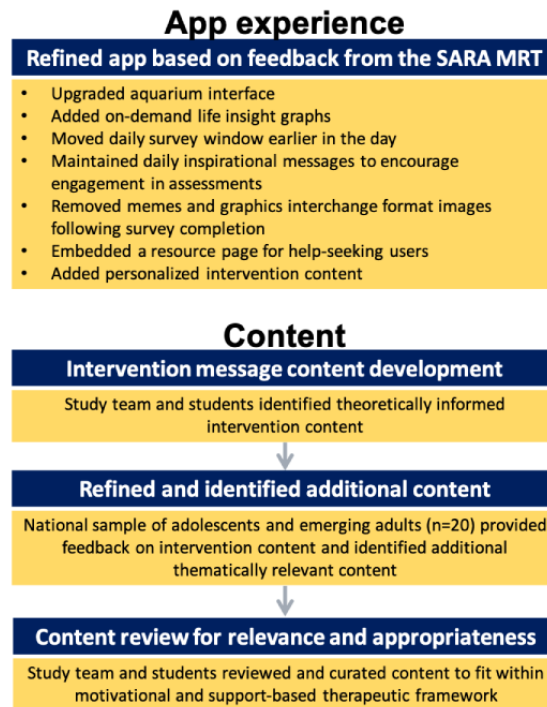 App experience
Refined app based on feedback from the SARA MRT
• Upgraded aquarium interface
• Added on-demand life insight graphs
• Moved daily survey window earlier in the day
• Maintained daily inspirational messages to encourage
engagement in assessments
• Removed memes and graphics interchange format images
following survey completion
• Embedded a resource page for help-seeking users
• Added personalized intervention content
Content
Intervention message content development
Study team and students identified theoretically informed
intervention content
Refined and identified additional content
National sample of adolescents and emerging adults (n=20) provided
feedback on intervention content and identified additional
thematically relevant content
Content review for relevance and appropriateness
Study team and students reviewed and curated content to fit within
motivational and support-based therapeutic framework